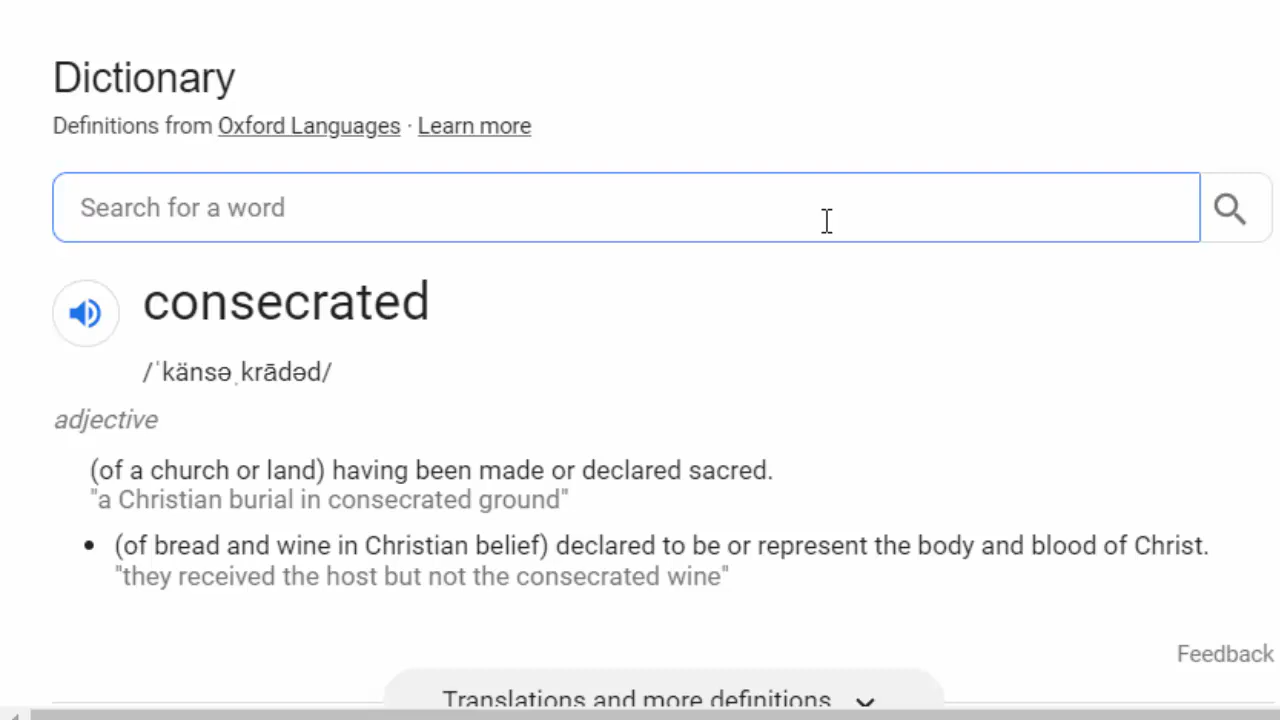 Dictionary
Definitions from Oxford Languages · Learn more
Search for a word
consecrated
/ˈkänsəˌkrādəd/
adjective
(of a church or land) having been made or declared sacred.
"a Christian burial in consecrated ground"
• (of bread and wine in Christian belief) declared to be or represent the body and blood of Christ.
"they received the host but not the consecrated wine"
Feedback
Translations and more definitions